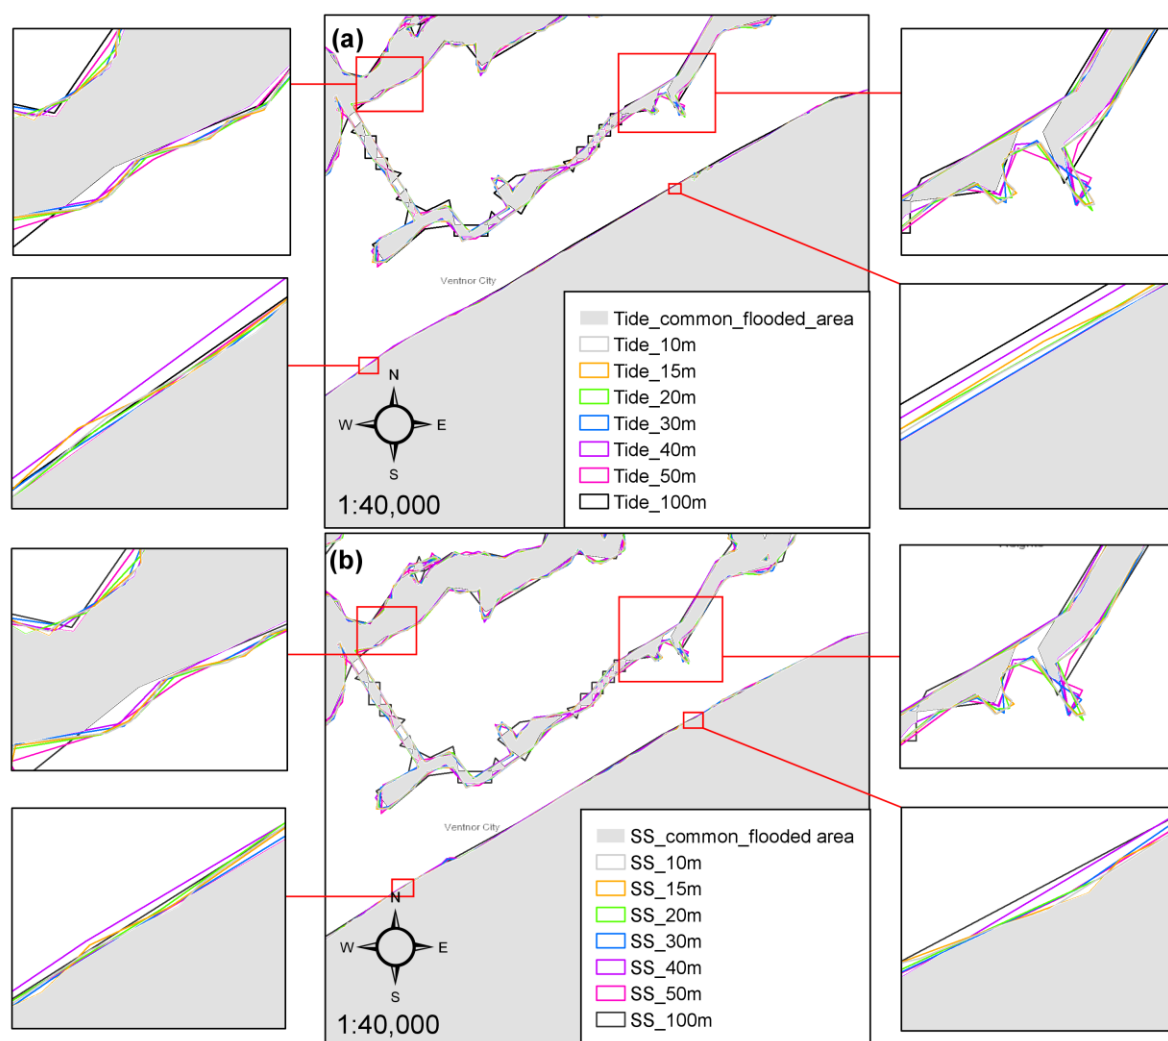 (a)
Ventnor City
Tide_common_flooded_area
Tide_10m
Tide_15m
Tide_20m
Tide_30m
Tide_40m
Tide_50m
Tide_100m
N
W E
S
1:40,000
(b)
Ventnor City
SS_common_flooded area
SS_10m
SS_15m
SS_20m
SS_30m
SS_40m
SS_50m
SS_100m
N
W E
S
1:40,000